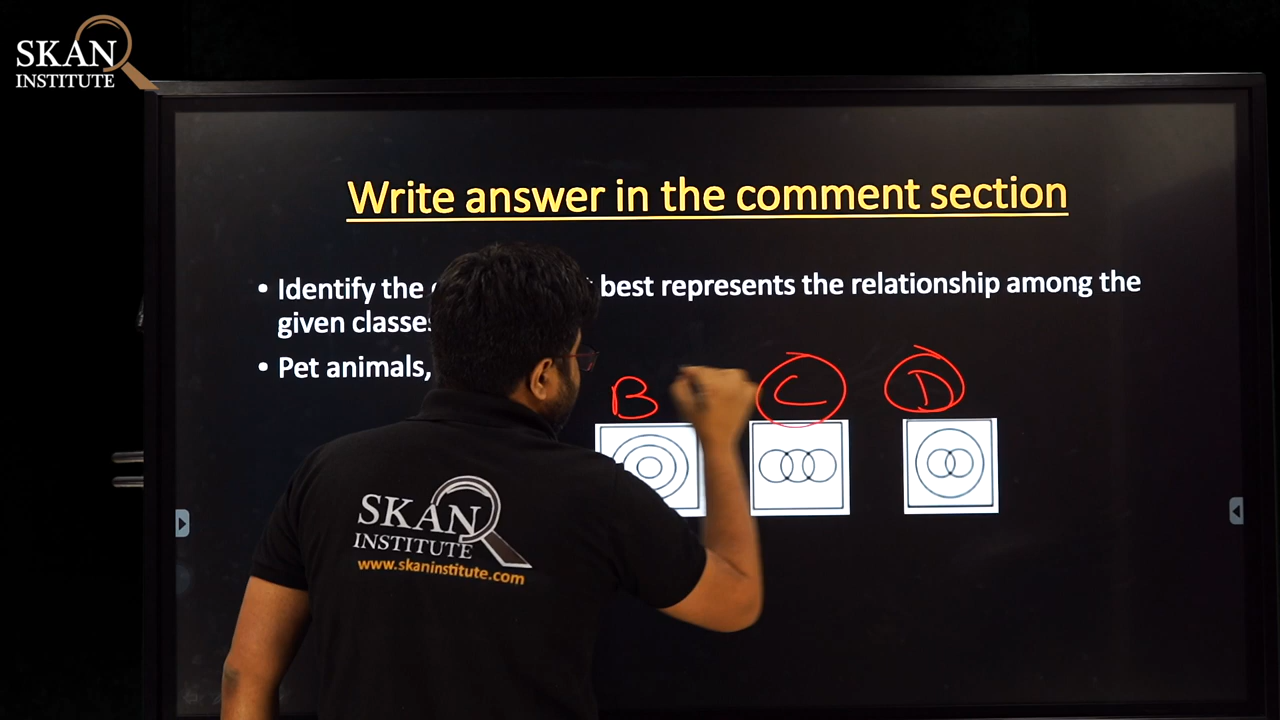 SKAN
INSTITUTE
Write answer in the comment section
• Identify the best represents the relationship among the
given classes
• Pet animals,
B C D
SKAN
INSTITUTE
www.skaninstitute.com